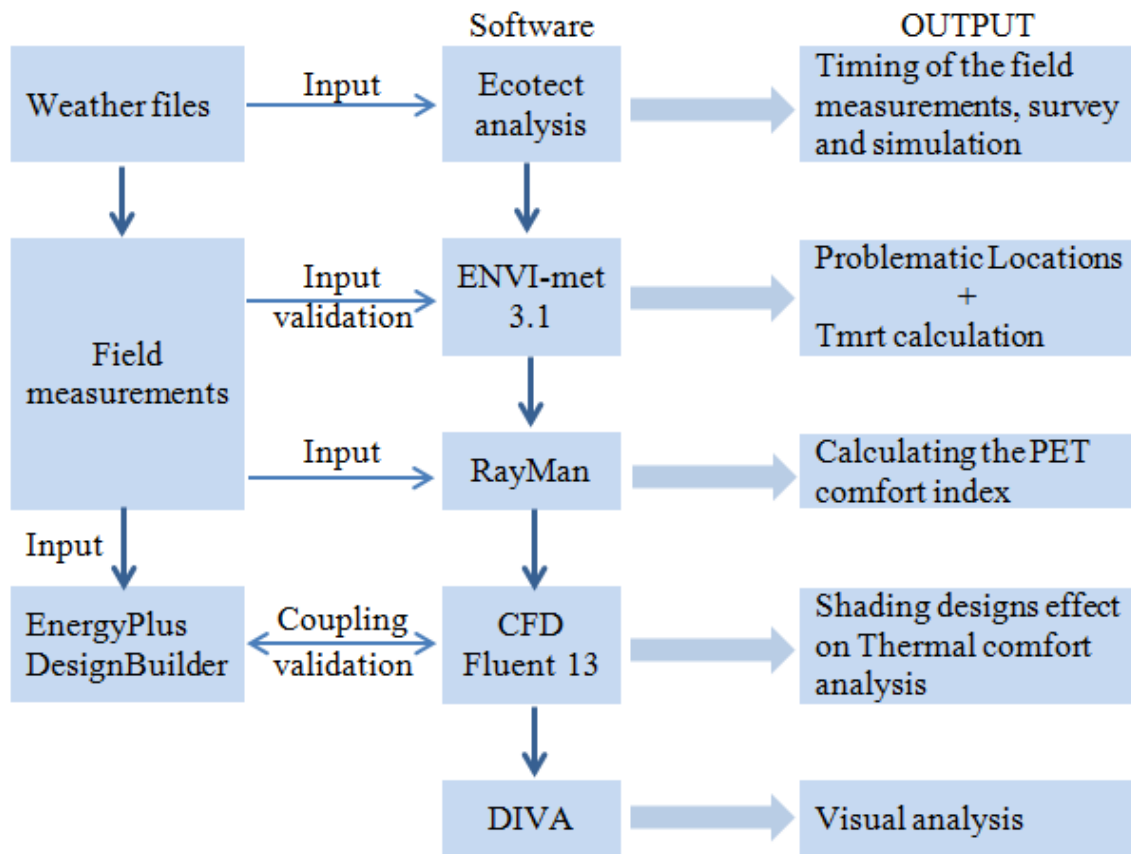 Software
OUTPUT
Weather files
Input
Ecotect
analysis
Timing of the field
measurements, survey
and simulation
Field
measurements
Input
validation
ENVI-met
3.1
Problematic Locations
+
Tmrt calculation
Input
RayMan
Calculating the PET
comfort index
Input
EnergyPlus
DesignBuilder
Coupling
validation
CFD
Fluent 13
Shading designs effect
on Thermal comfort
analysis
DIVA
Visual analysis